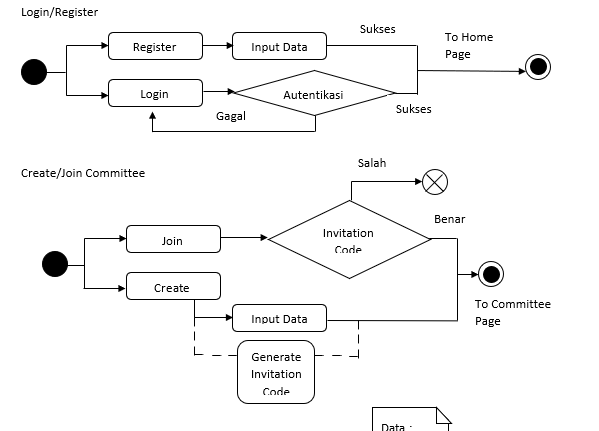 Login/Register
Sukses
To Home
Page
Register
Input Data
Login
Autentikasi
Sukses
Gagal
Create/Join Committee
Salah
Benar
Join
Invitation
Code
Create
To Committee
Page
Input Data
Generate
Invitation
Code
Data :